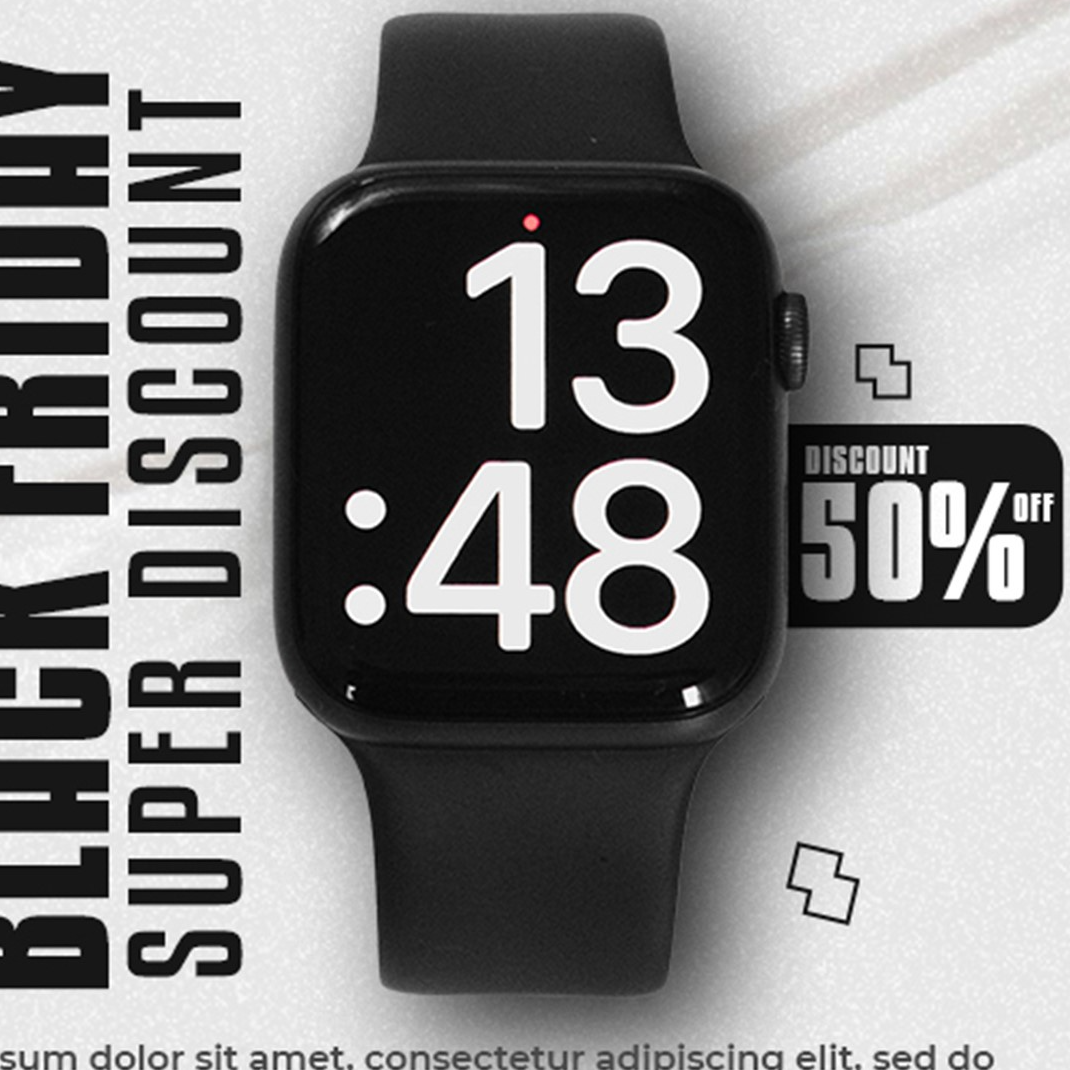 BLACK FRIDAY
SUPER DISCOUNT
13
:48
DISCOUNT
50% OFF
sum dolor sit amet, consectetur adipiscing elit, sed do